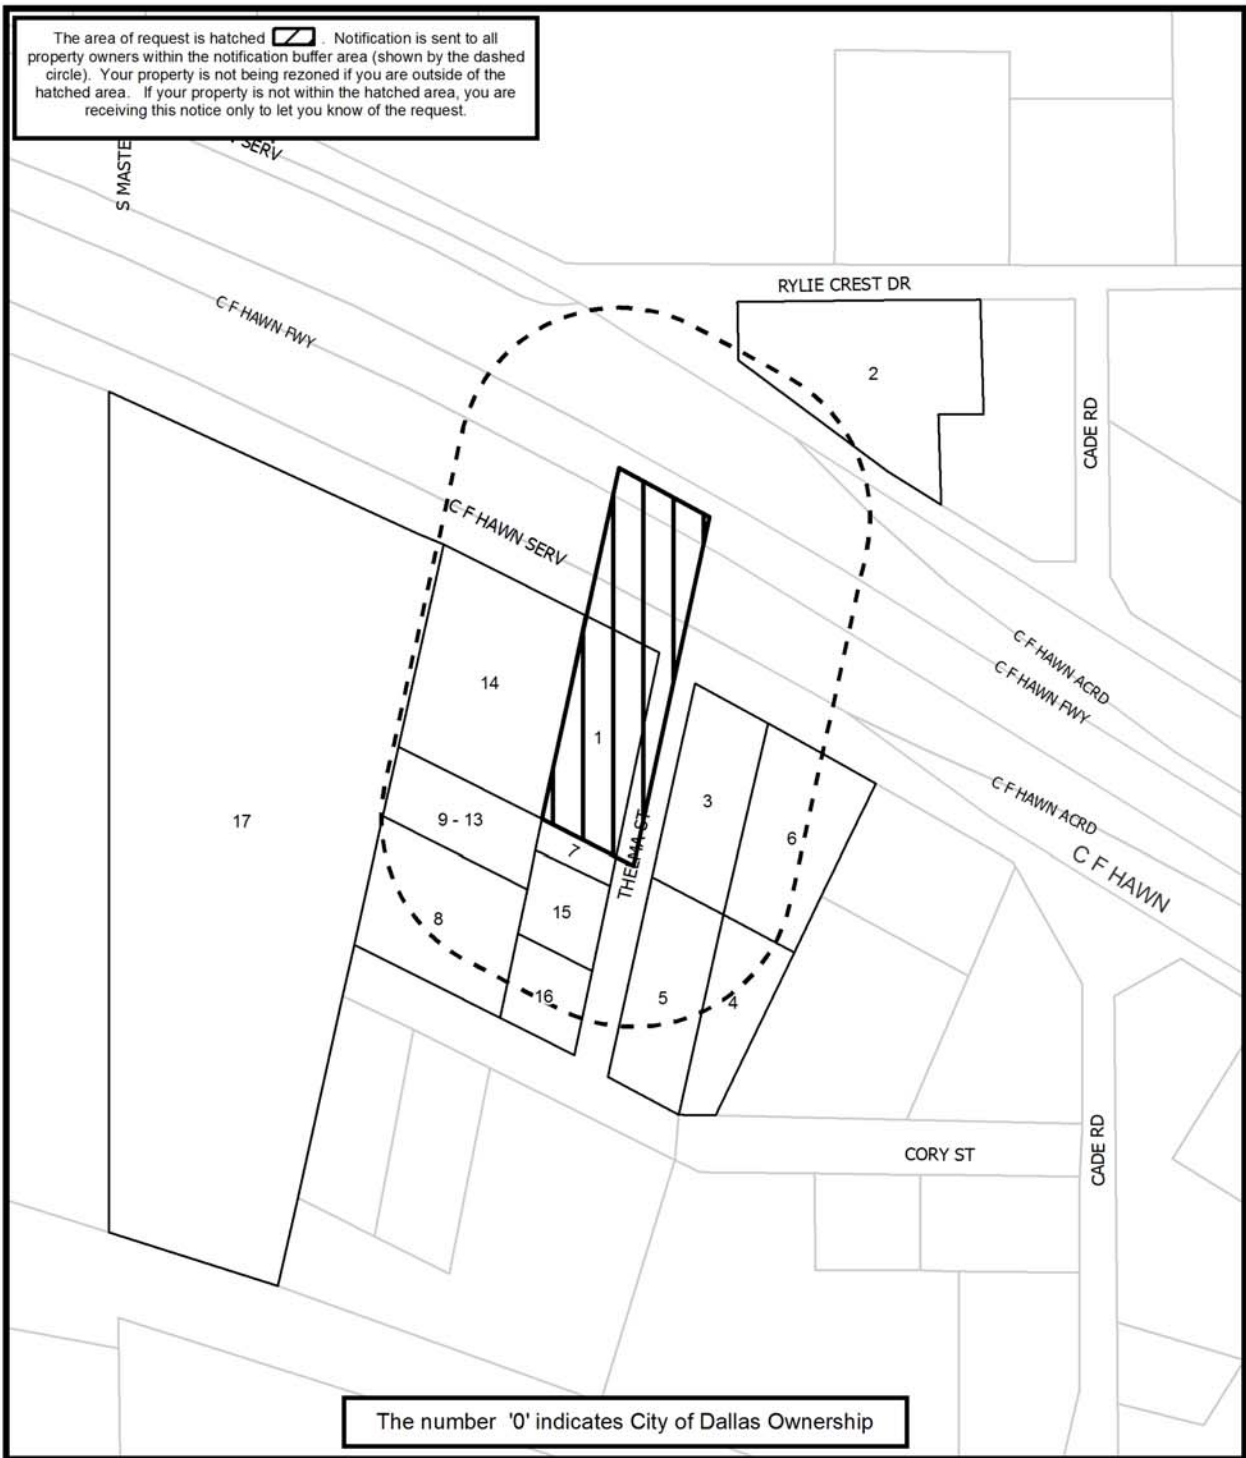 The area of request is hatched . Notification is sent to all
property owners within the notification buffer area (shown by the dashed
circle). Your property is not being rezoned if you are outside of the
hatched area. If your property is not within the hatched area, you are
receiving this notice only to let you know of the request.
S MASTE
SERV
RYLIE CREST DR
C F HAWN FWY
2
CADE RD
C F HAWN SERV
C F HAWN ACRD
C F HAWN FWY
14
1
3
C F HAWN ACRD
17
9 - 13
6
7
THELMA ST
C F HAWN
15
8
16
5
4
CORY ST
CADE RD
The number '0' indicates City of Dallas Ownership